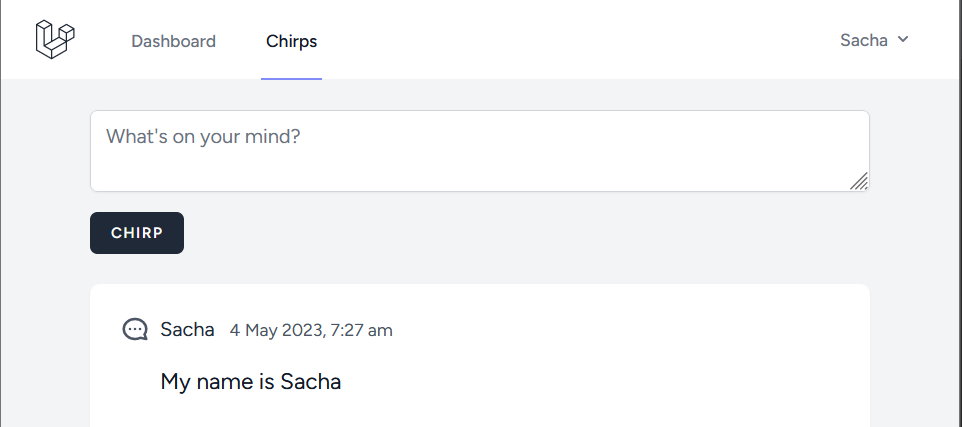 Dashboard Chirps Sacha
What's on your mind?
CHIRP
Sacha 4 May 2023, 7:27 am
My name is Sacha